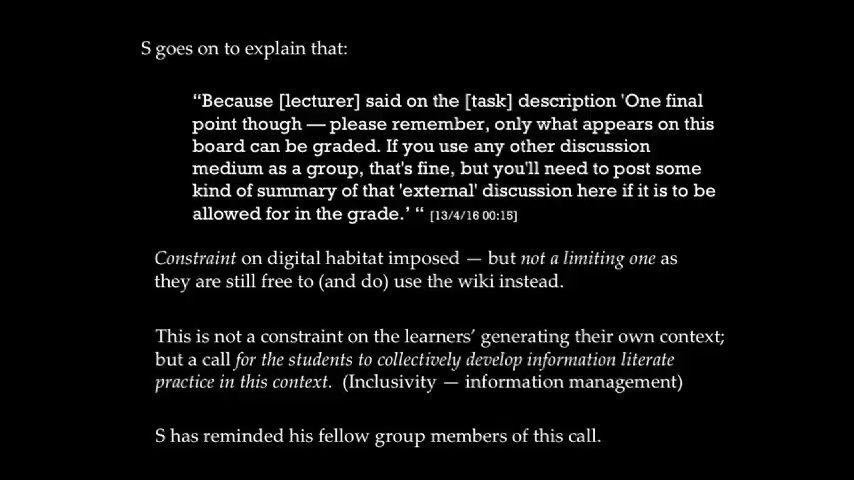 S goes on to explain that:
“Because [lecturer] said on the [task] description 'One final
point though — please remember, only what appears on this
board can be graded. If you use any other discussion
medium as a group, that's fine, but you'll need to post some
kind of summary of that 'external' discussion here if it is to be
allowed for in the grade.’ “ [13/4/16 00:15]
Constraint on digital habitat imposed — but not a limiting one as
they are still free to (and do) use the wiki instead.
This is not a constraint on the learners’ generating their own context;
but a call for the students to collectively develop information literate
practice in this context. (Inclusivity — information management)
S has reminded his fellow group members of this call.